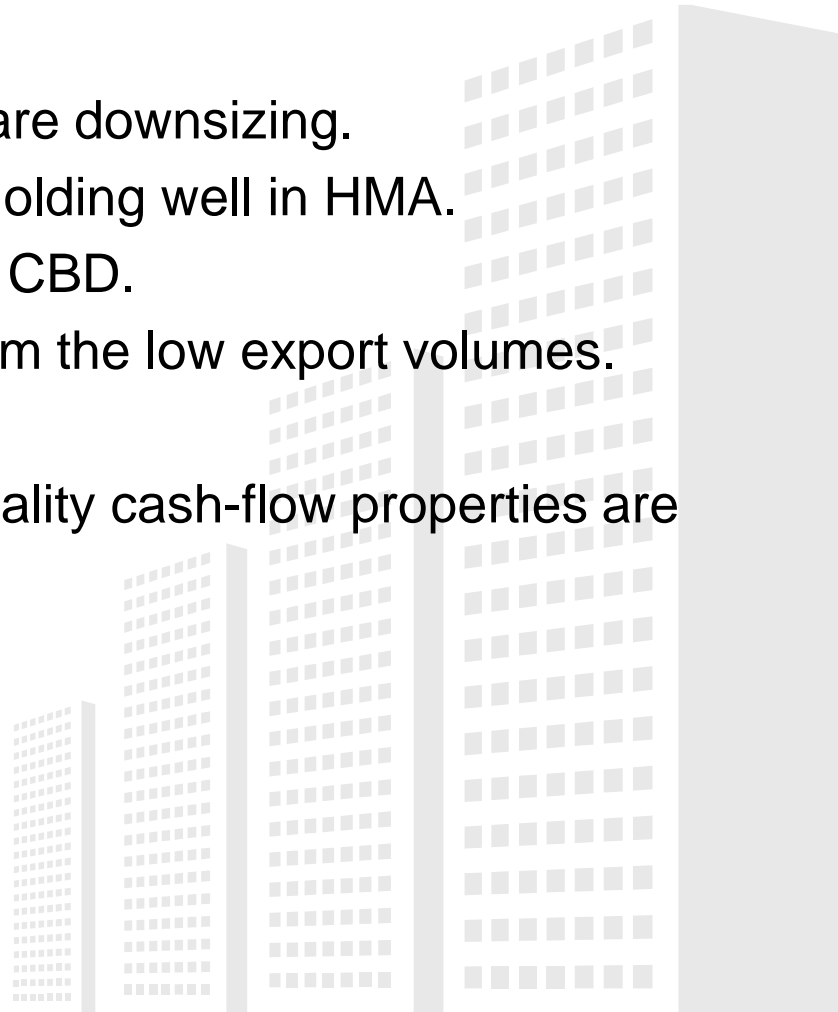 are downsizing.
olding well in HMA.
CBD.
m the low export volumes.
ality cash-flow properties are